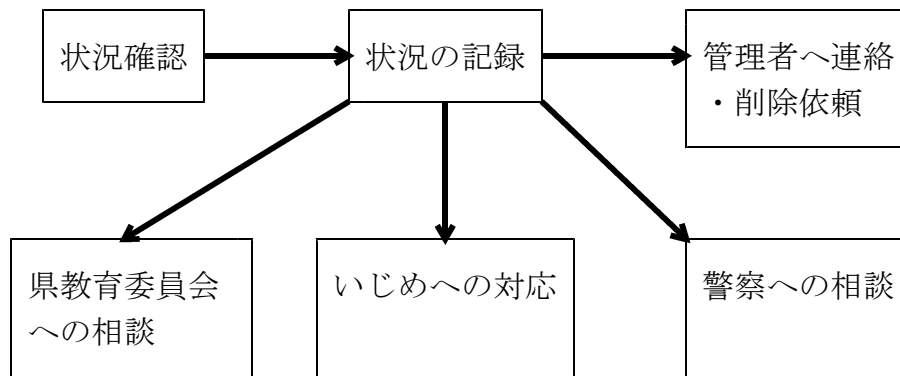 状況確認
状況の記録
管理者へ連絡
・削除依頼
県教育委員会
への相談
いじめへの対応
警察への相談